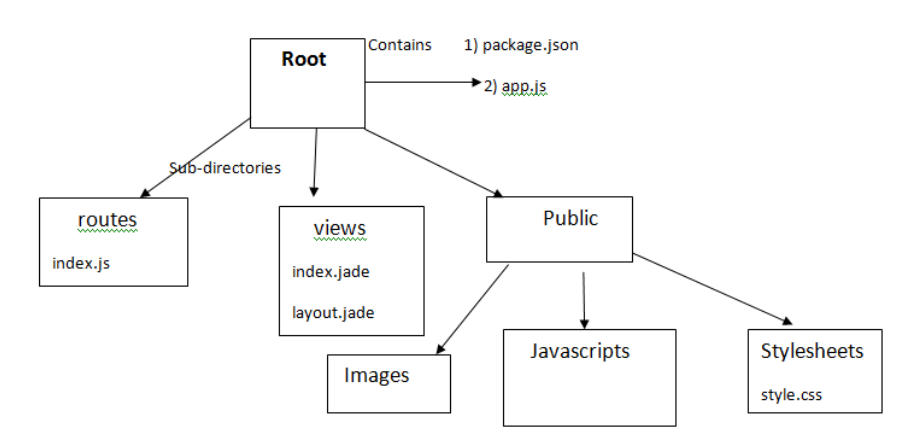 Root
Contains 1) package.json
2) app.js
Sub-directories
routes
index.js
views
index.jade
layout.jade
Public
Images
Javascripts
Stylesheets
style.css